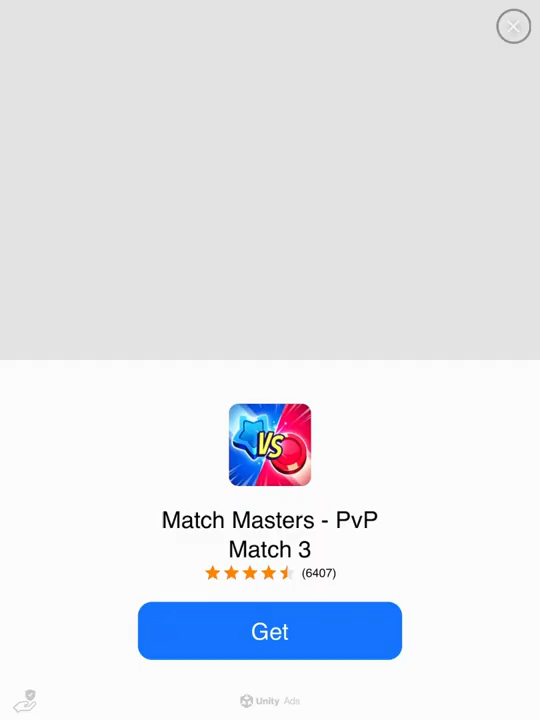 VS
Match Masters - PvP
Match 3
(6407)
Get
Unity Ads